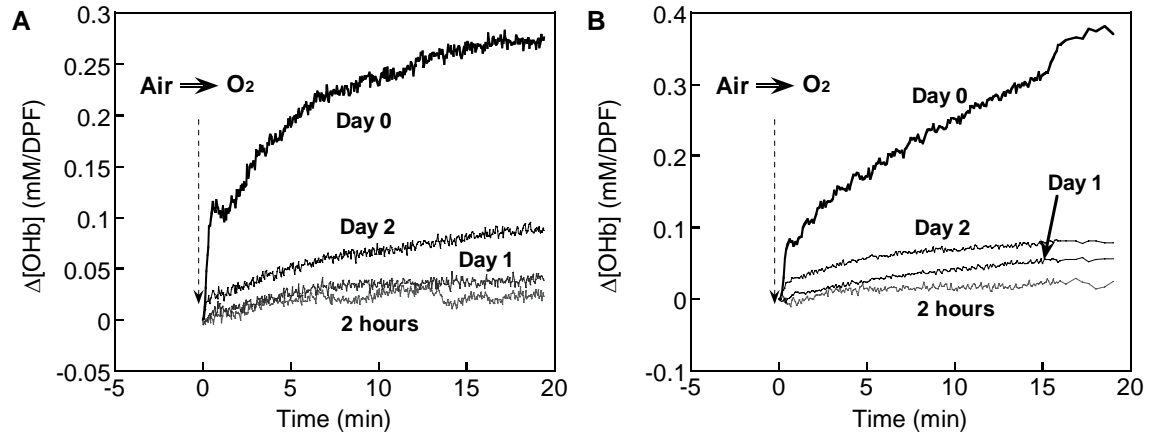 A
Δ[OHb] (mM/DPF)
0.3
0.25
0.2
0.15
0.1
0.05
0
-0.05
Air ⇒ O2
Day 0
Day 2
Day 1
2 hours
-5 0 5 10 15 20
Time (min)
B
Δ[OHb] (mM/DPF)
0.4
0.3
0.2
0.1
0
-0.1
Air ⇒ O2
Day 0
Day 1
Day 2
2 hours
-5 0 5 10 15 20
Time (min)